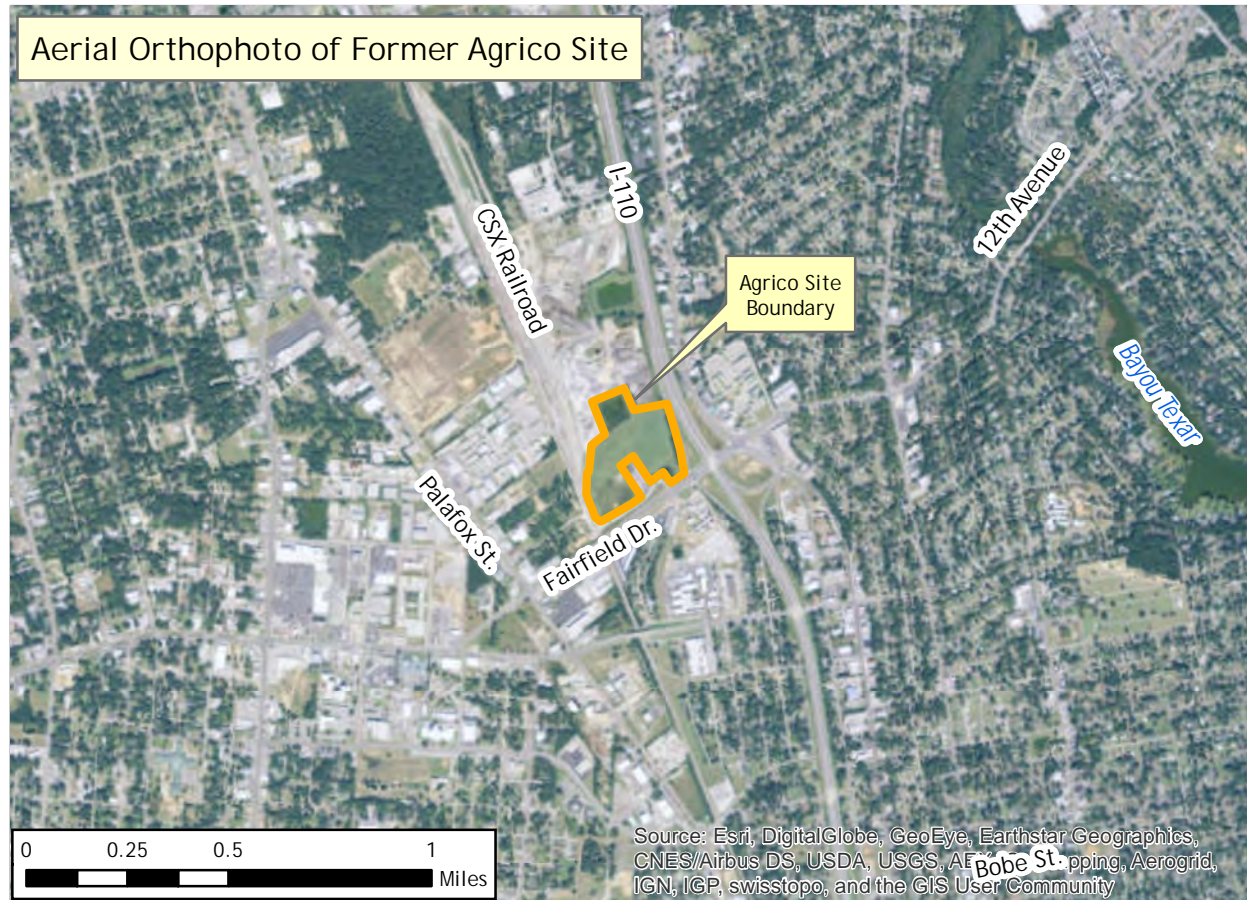 Aerial Orthophoto of Former Agrico Site
I-110
12th Avenue
CSX Railroad
Agrico Site
Boundary
Bayou Texar
Palafox St.
Fairfield Dr.
0 0.25 0.5 1
Miles
Source: Esri, DigitalGlobe, GeoEye, Earthstar Geographics,
CNES/Airbus DS, USDA, USGS, pping, Aerogrid,
IGN, IGP, swisstopo, and the GIS User Community
Bobe St.